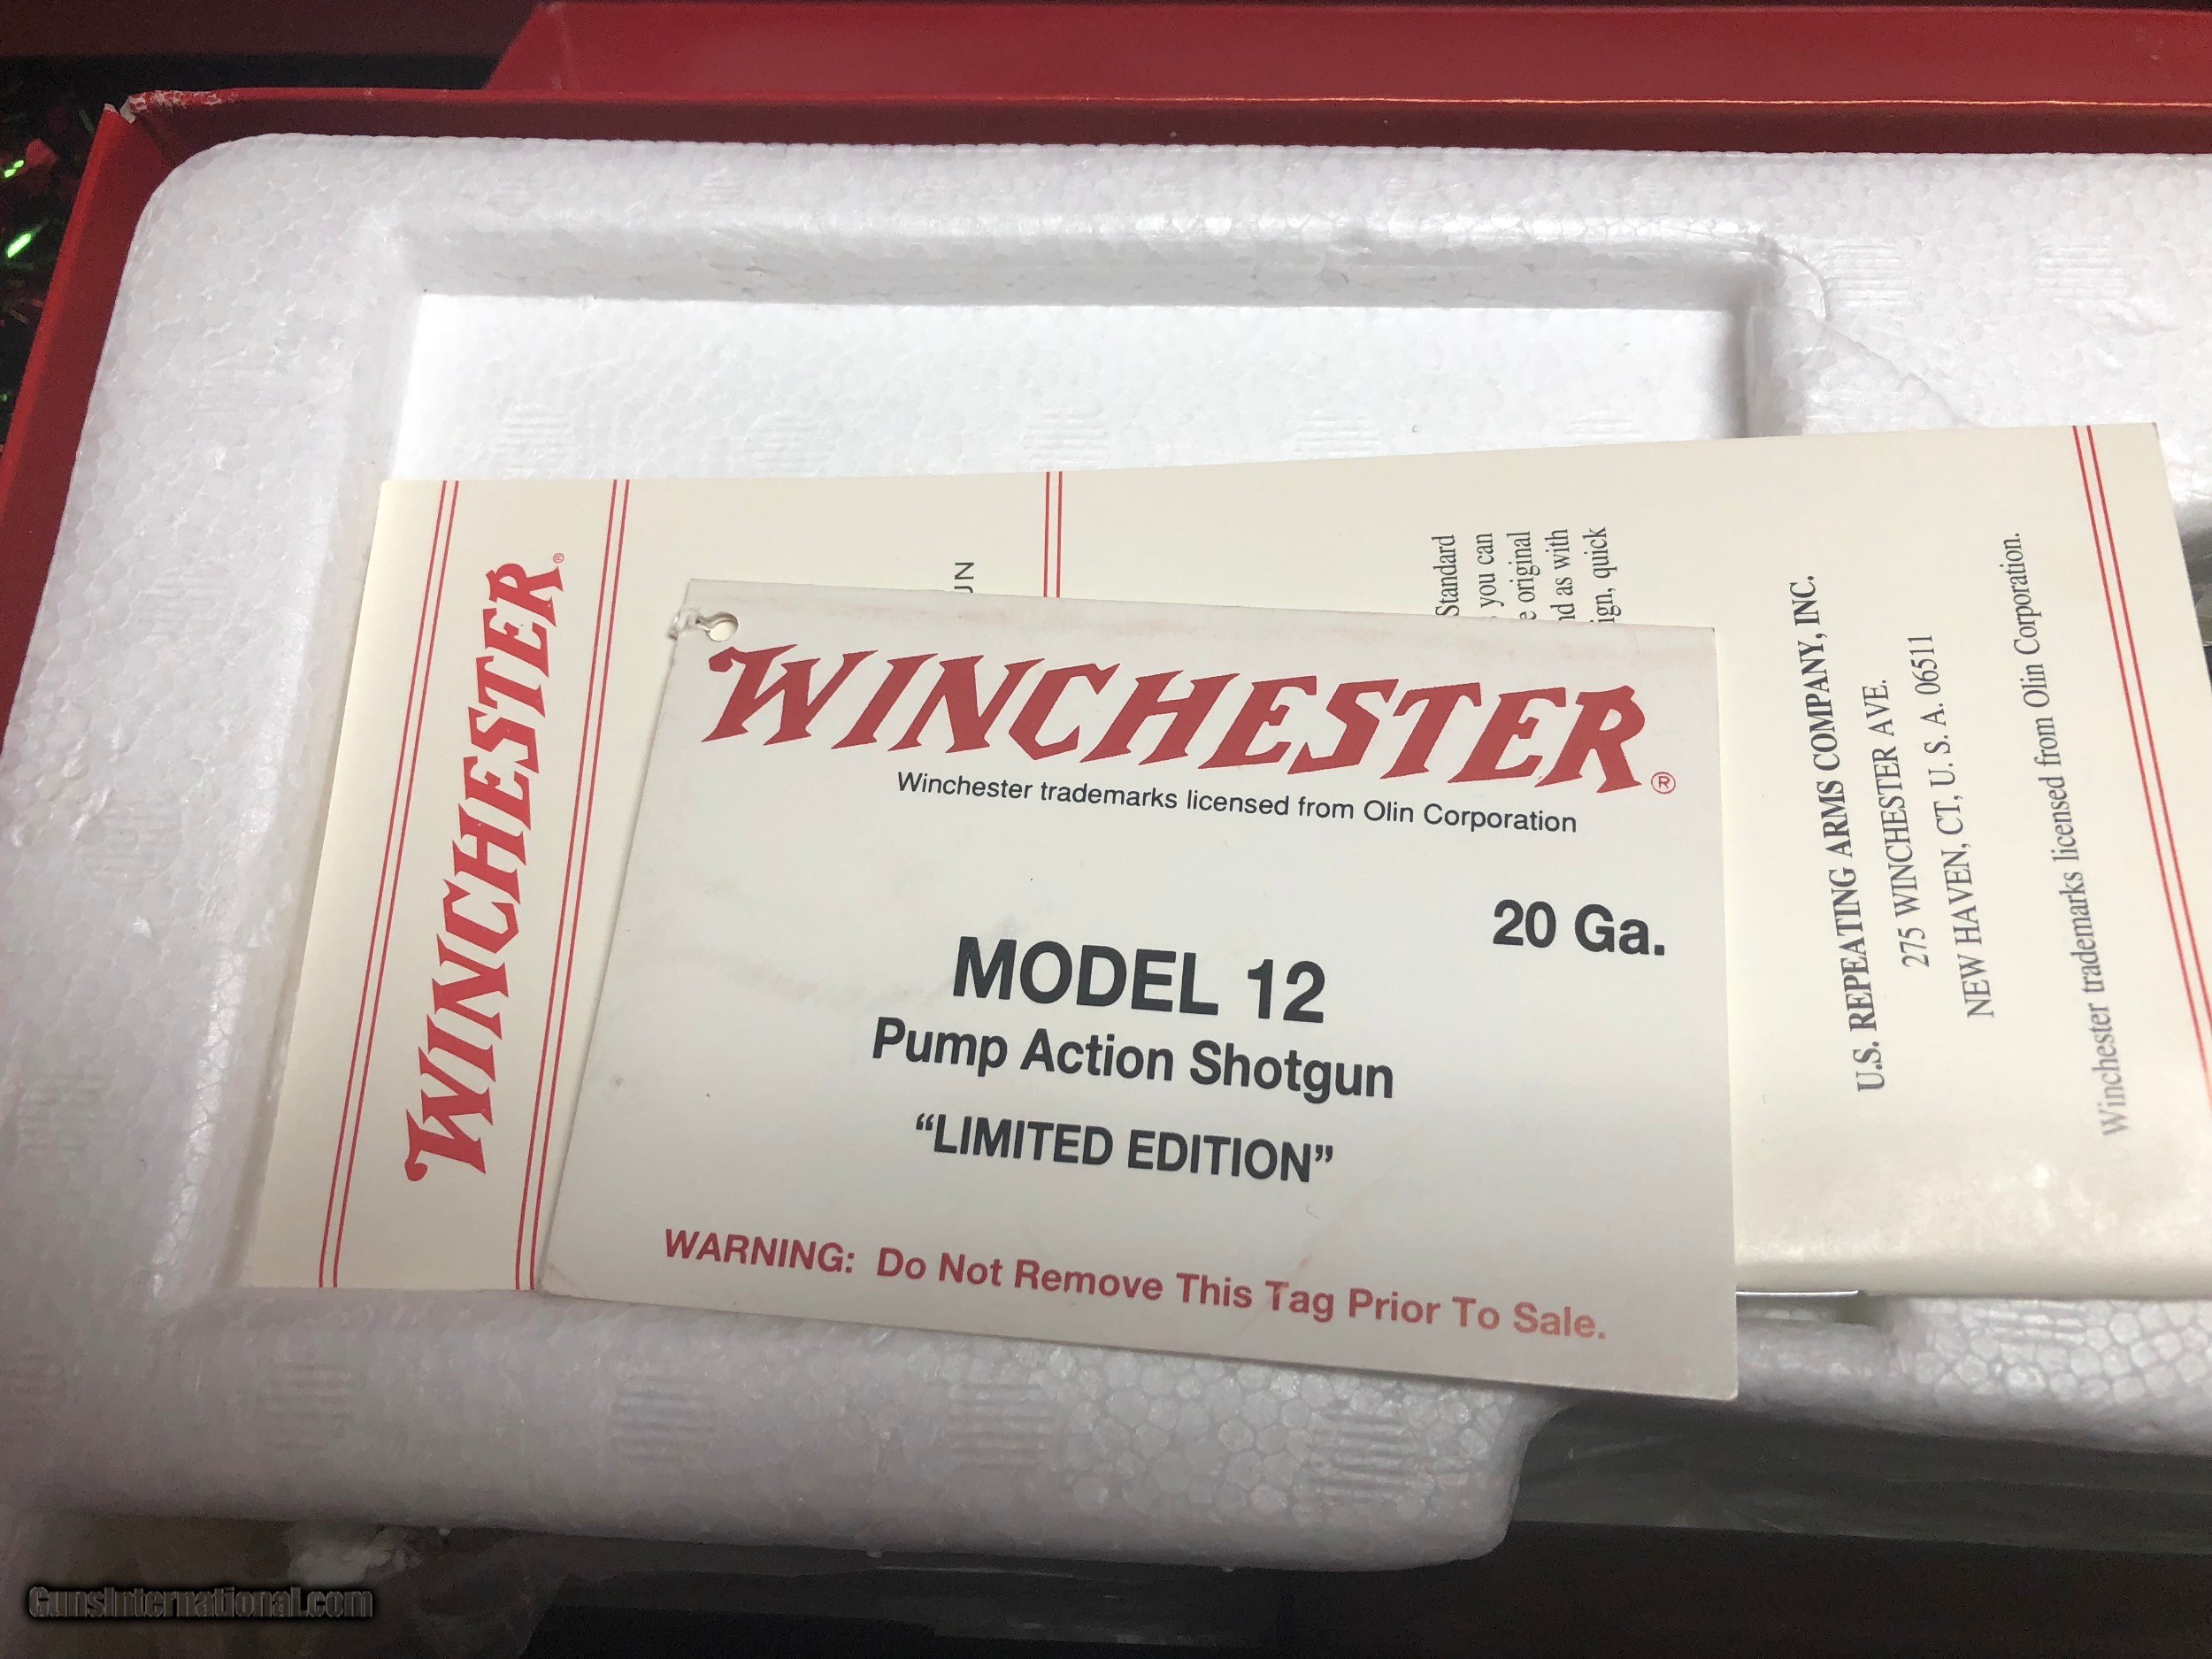 WINCHESTER®
UN
Standard
you can
original
as with
quick
U.S. REPEATING ARMS COMPANY, INC.
275 WINCHESTER AVE.
NEW HAVEN, CT, U. S. A. 06511
Winchester trademarks licensed from Olin Corporation.
WINCHESTER®
Winchester trademarks licensed from Olin Corporation
20 Ga.
MODEL 12
Pump Action Shotgun
“LIMITED EDITION”
WARNING: Do Not Remove This Tag Prior To Sale.
GunsInternational.com